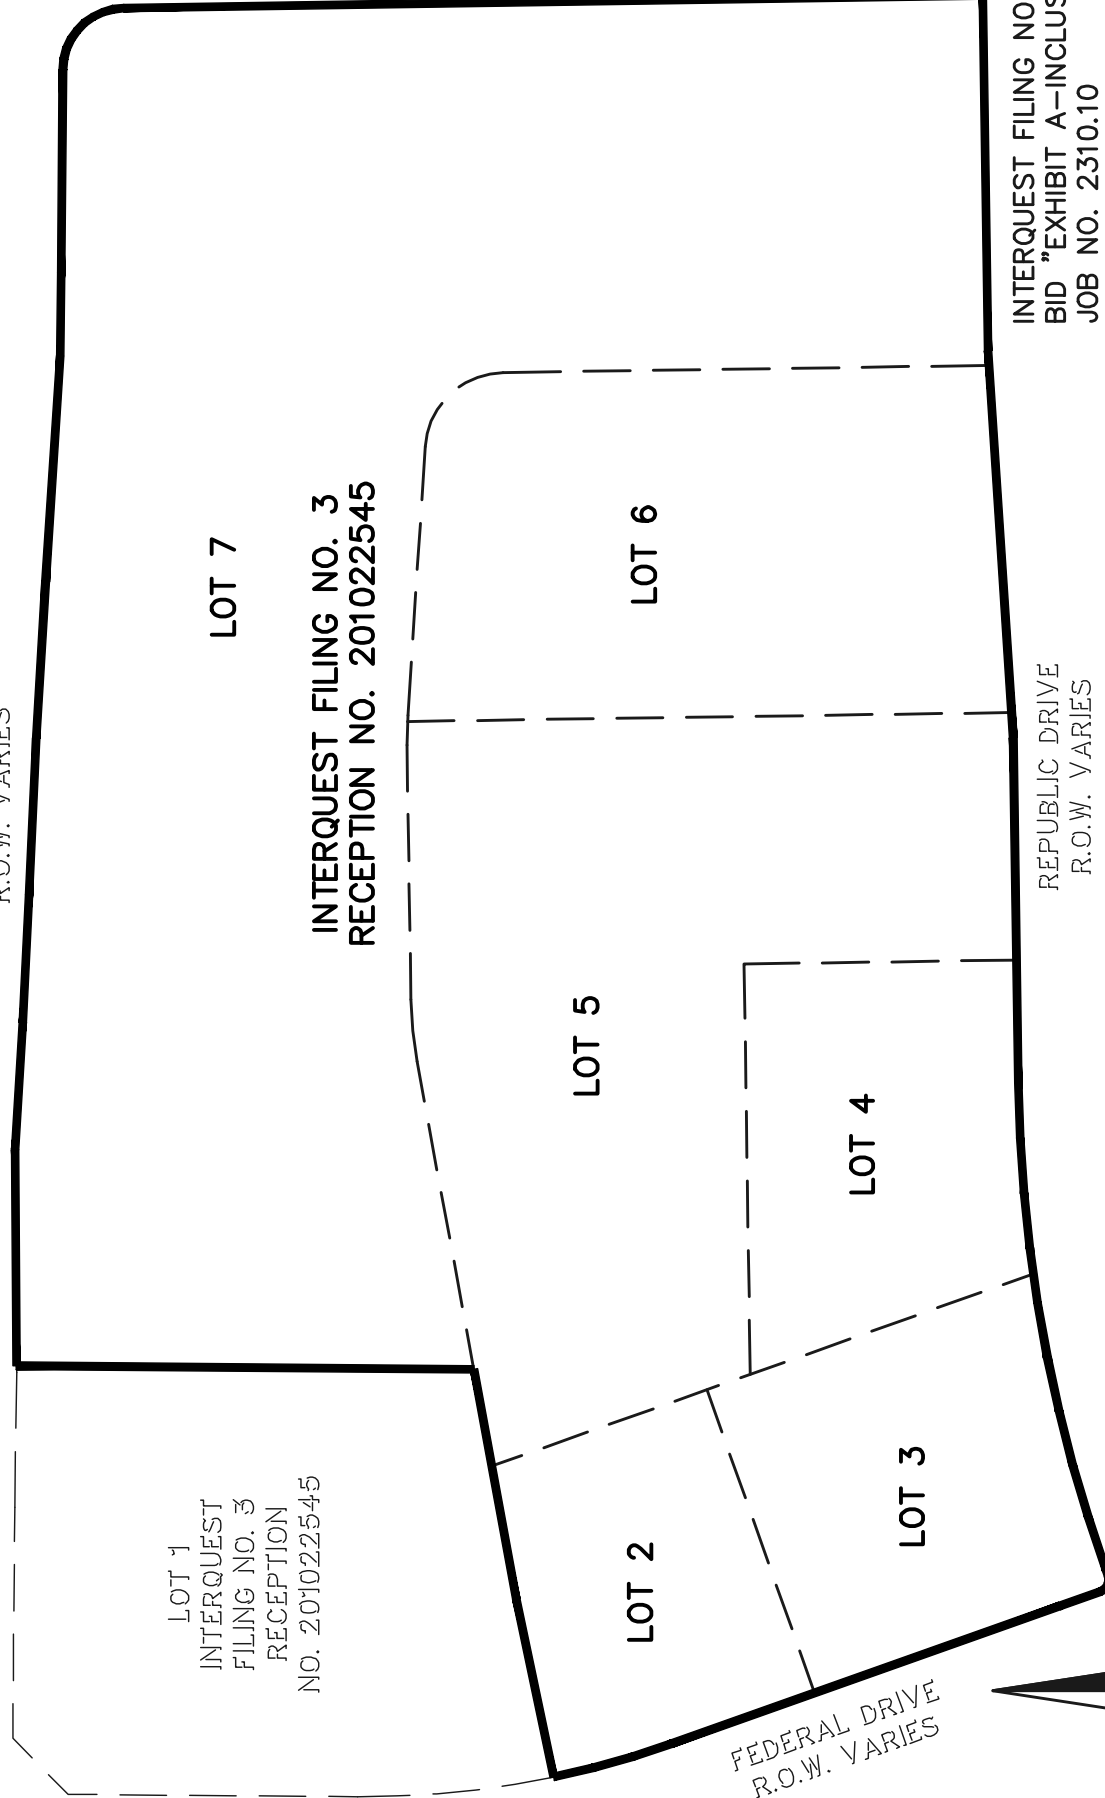 R.O.W. VARIES
LOT 7
INTERQUEST FILING NO. 3
RECEPTION NO. 201022545
LOT 6
LOT 5
LOT 4
LOT 1
INTERQUEST
FILING NO. 3
RECEPTION
NO. 201022545
LOT 2
LOT 3
FEDERAL DRIVE
R.O.W. VARIES
REPUBLIC DRIVE
R.O.W. VARIES
INTERQUEST FILING NO
BID "EXHIBIT A-INCLUS
JOB NO. 2310.10